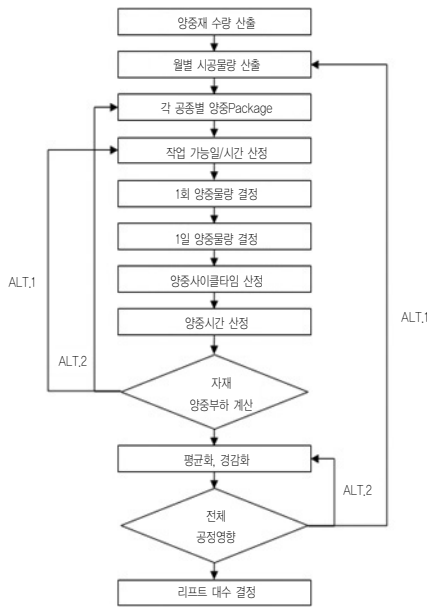 양중재 수량 산출
월별 시공물량 산출
각 공종별 양중Package
작업 가능일/시간 산정
1회 양중물량 결정
1일 양중물량 결정
양중사이클타임 산정
양중시간 산정
ALT.1
ALT.1
ALT.2
자재
양중부하 계산
평균화, 경감화
ALT.2
전체
공정영향
리프트 대수 결정